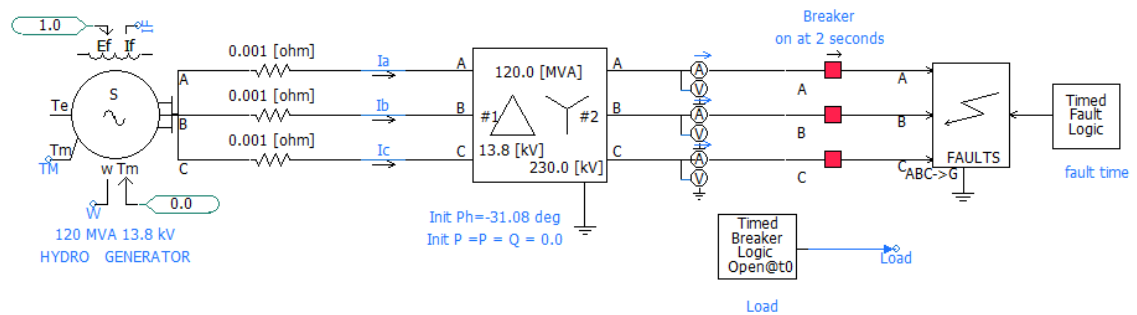 1.0
Ef If
IF
S
Te
Tm
TM
w Tm
W
0.0
120 MVA 13.8 kV
HYDRO GENERATOR
A
B
C
0.001 [ohm]
0.001 [ohm]
0.001 [ohm]
Ia
Ib
Ic
A
B
C
120.0 [MVA]
#1
#2
13.8 [kV]
230.0 [kV]
A
B
C
Init Ph=-31.08 deg
Init P =P = Q = 0.0
A
V
A
V
A
V
Breaker
on at 2 seconds
A
B
C
A
B
C
FAULTS
ABC->G
Timed
Fault
Logic
fault time
Timed
Breaker
Logic
Open@t0
Load
Load